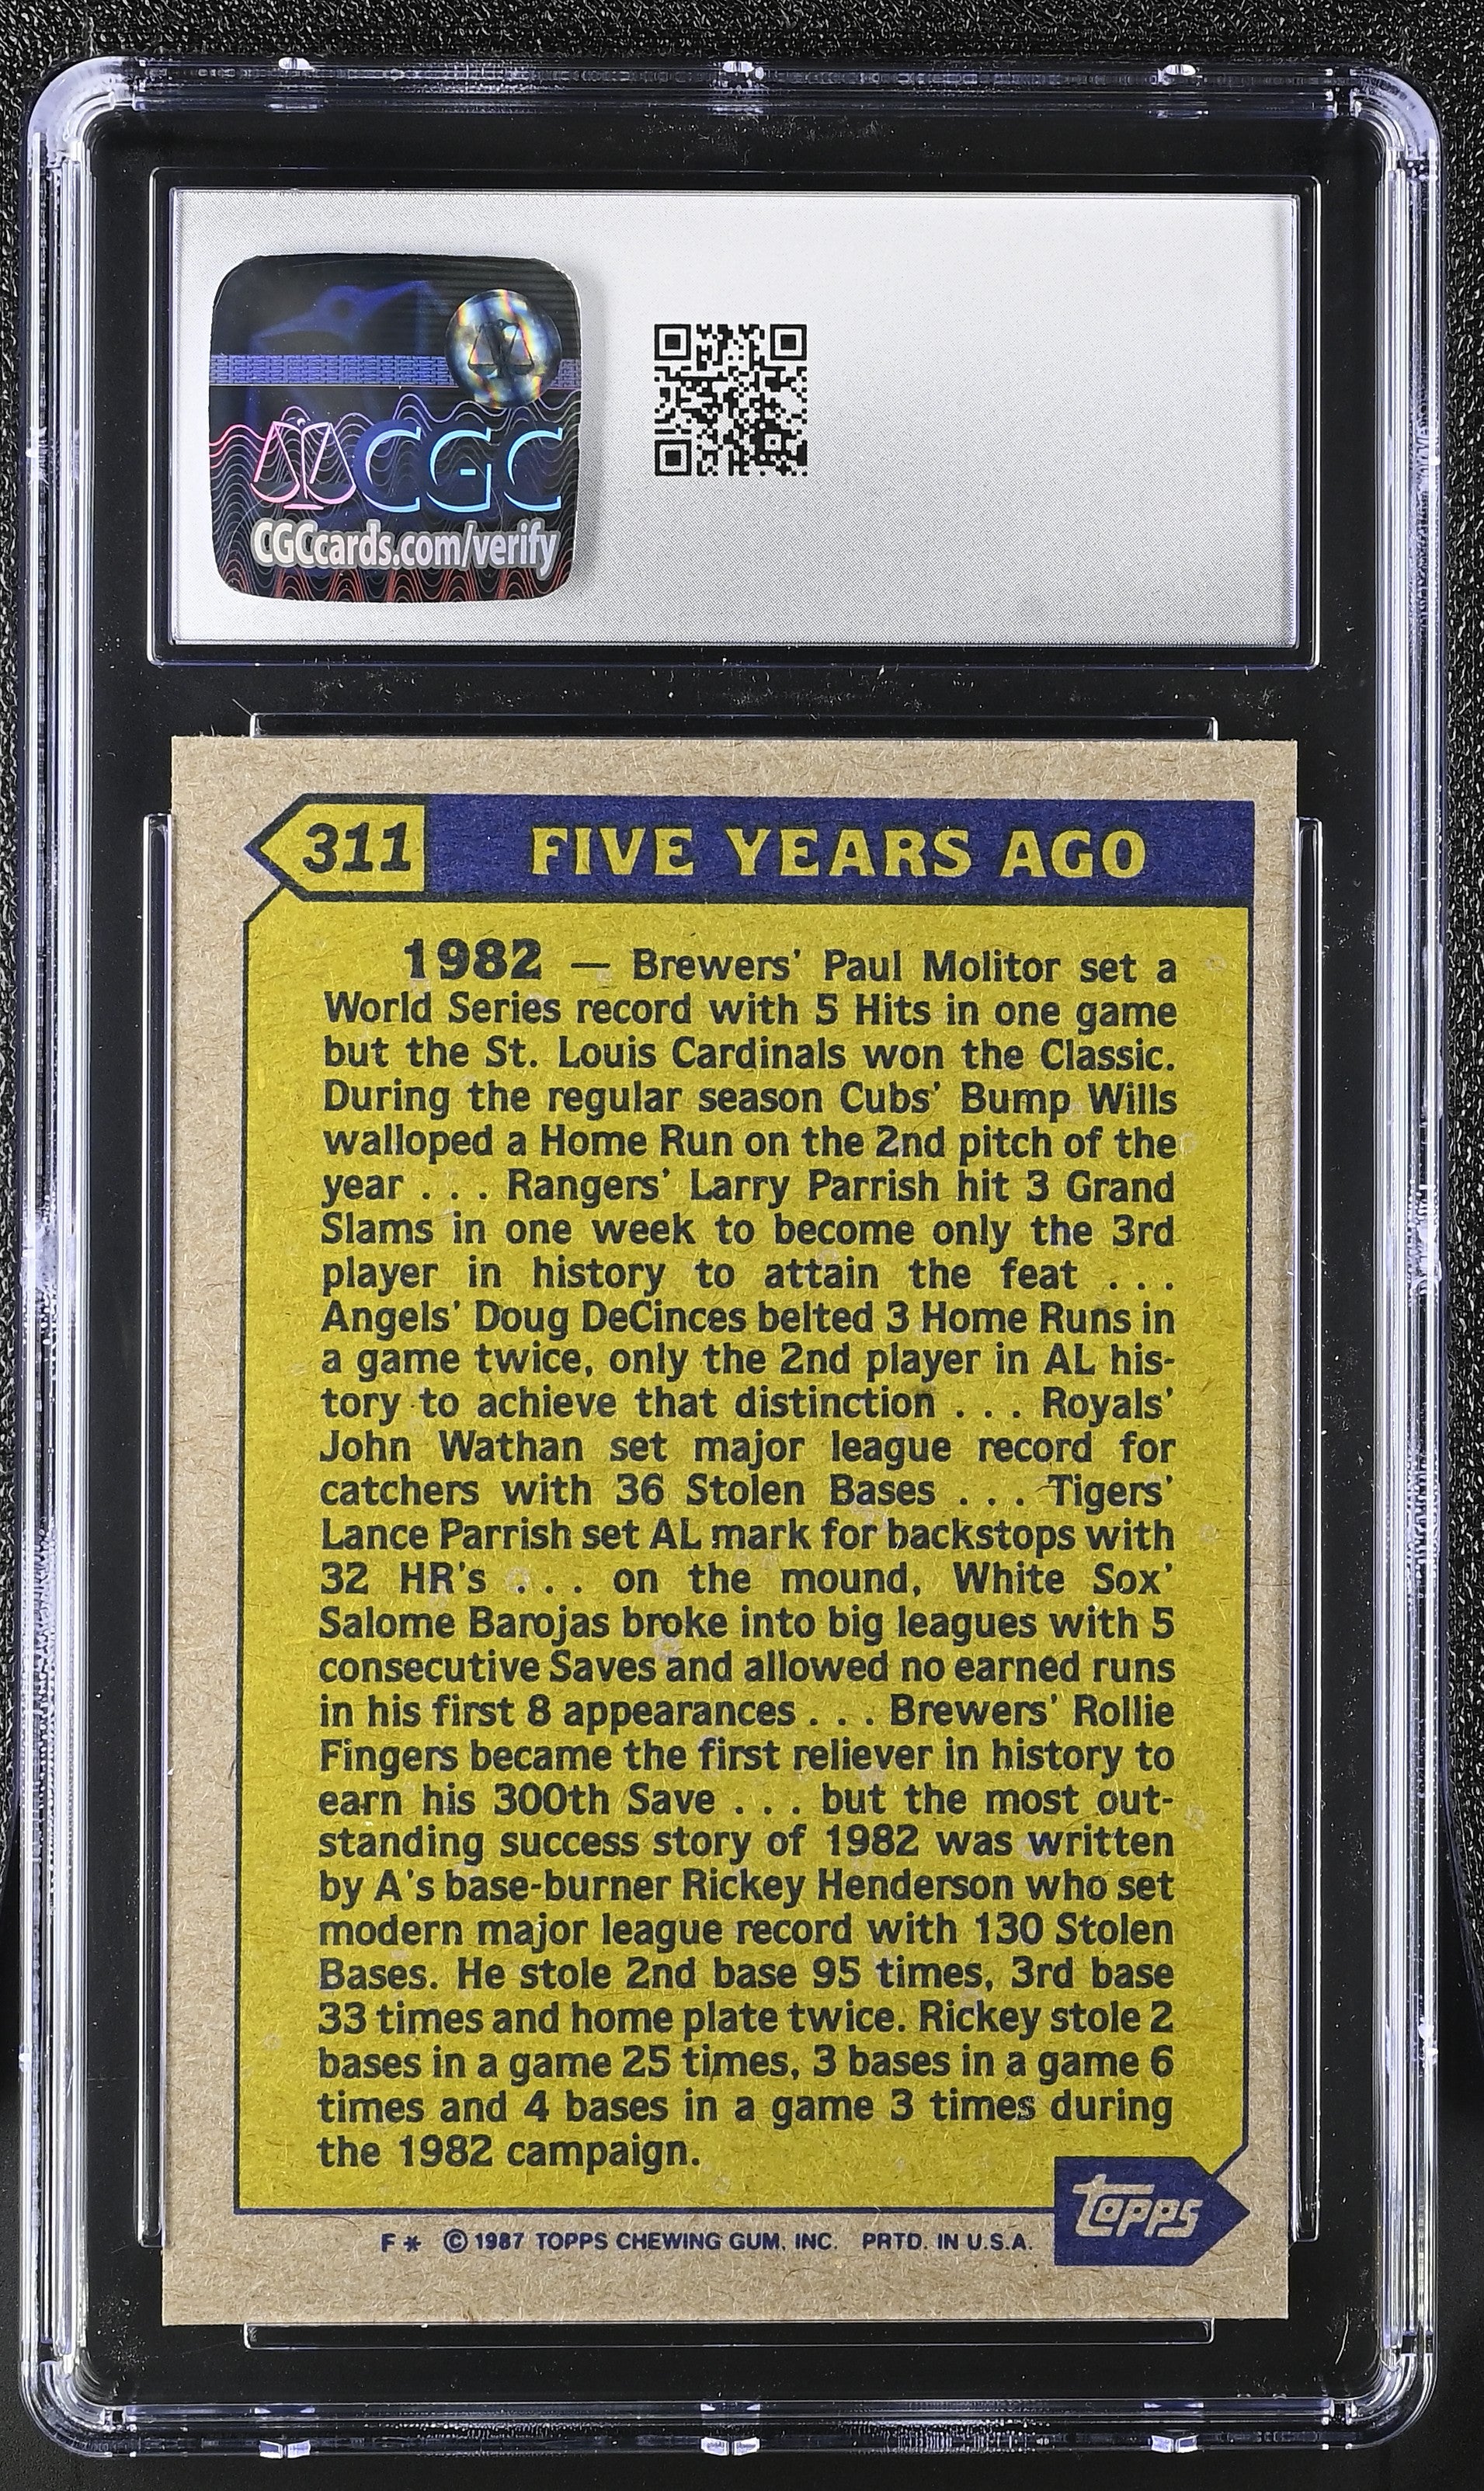 CGC
CGCcards.com/verify
311 FIVE YEARS AGO
1982 — Brewers' Paul Molitor set a
World Series record with 5 Hits in one game
but the St. Louis Cardinals won the Classic.
During the regular season Cubs' Bump Wills
walloped a Home Run on the 2nd pitch of the
year . . . Rangers' Larry Parrish hit 3 Grand
Slams in one week to become only the 3rd
player in history to attain the feat . . .
Angels' Doug DeCinces belted 3 Home Runs in
a game twice, only the 2nd player in AL his-
tory to achieve that distinction . . . Royals'
John Wathan set major league record for
catchers with 36 Stolen Bases . . . Tigers'
Lance Parrish set AL mark for backstops with
32 HR's . . . on the mound, White Sox'
Salome Barojas broke into big leagues with 5
consecutive Saves and allowed no earned runs
in his first 8 appearances . . . Brewers' Rollie
Fingers became the first reliever in history to
earn his 300th Save . . . but the most out-
standing success story of 1982 was written
by A's base-burner Rickey Henderson who set
modern major league record with 130 Stolen
Bases. He stole 2nd base 95 times, 3rd base
33 times and home plate twice. Rickey stole 2
bases in a game 25 times, 3 bases in a game 6
times and 4 bases in a game 3 times during
the 1982 campaign.
topps
F * © 1987 TOPPS CHEWING GUM, INC. PRTD. IN U.S.A.